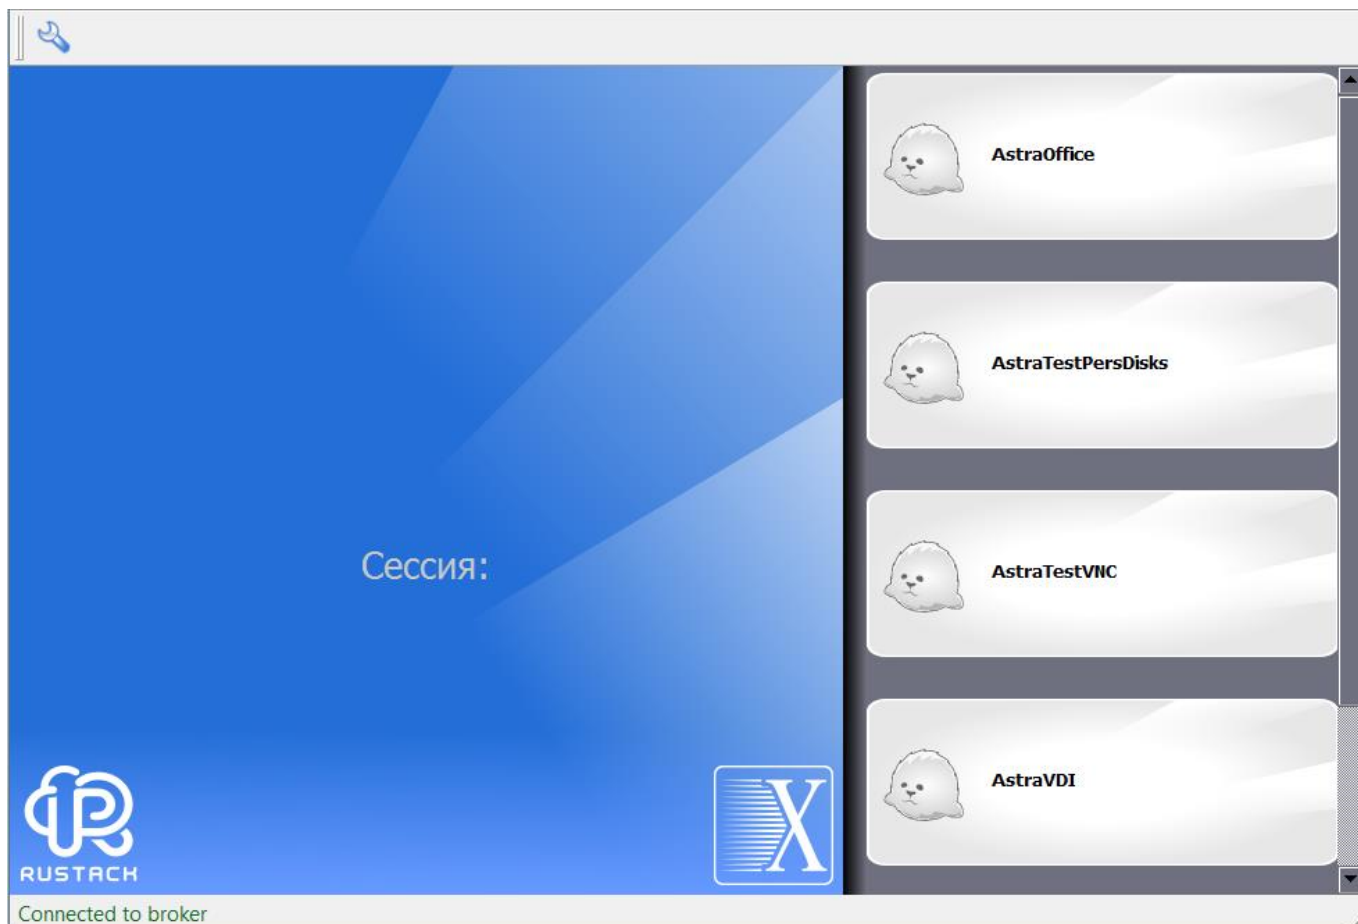 Сессия:
RUSTACK
X
AstraOffice
AstraTestPersDisks
AstraTestVNC
AstraVDI
Connected to broker